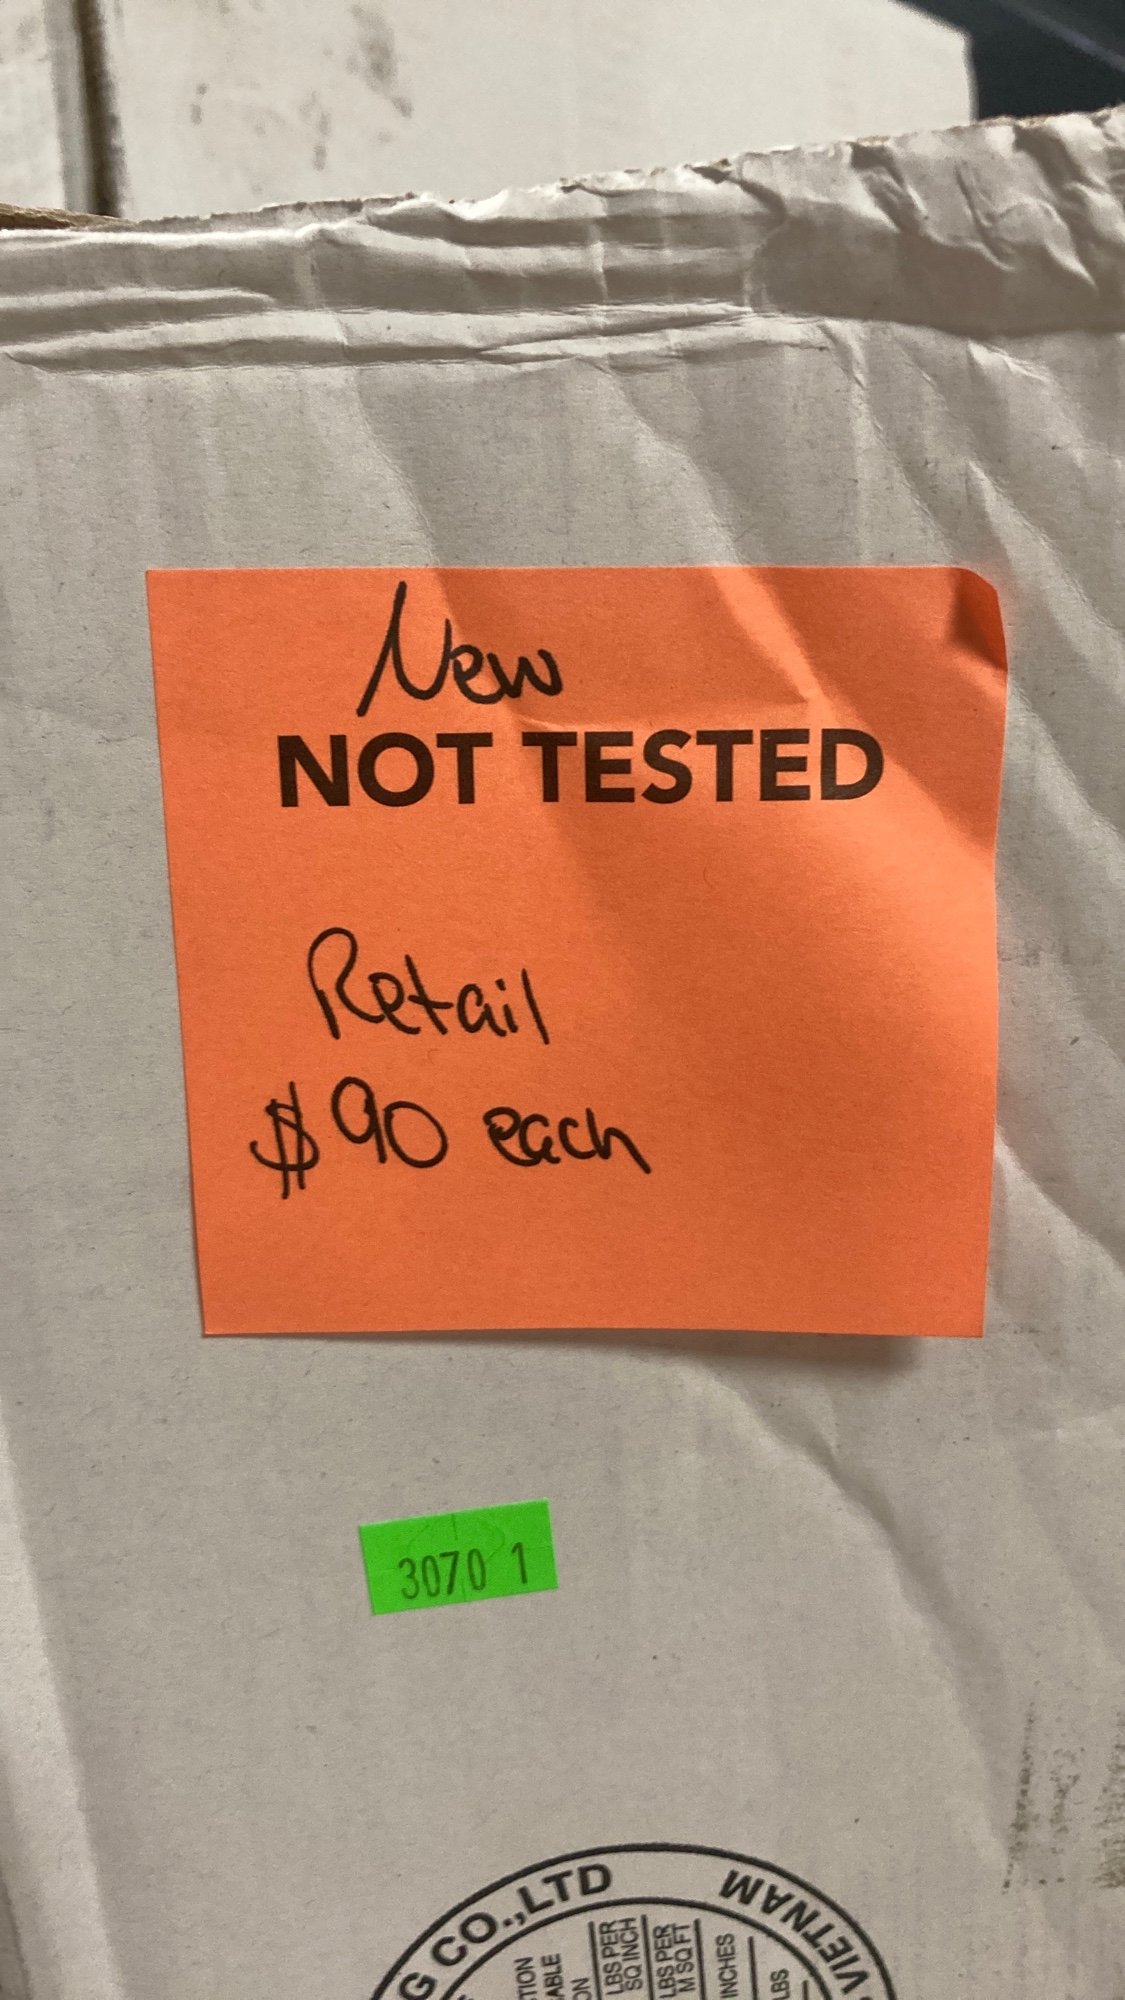 New
NOT TESTED
Retail
$90 each
3070 1
G CO.,LTD
VIETNAM
LBS PER
SQ INCH
LBS PER
M SQ FT
INCHES
LBS